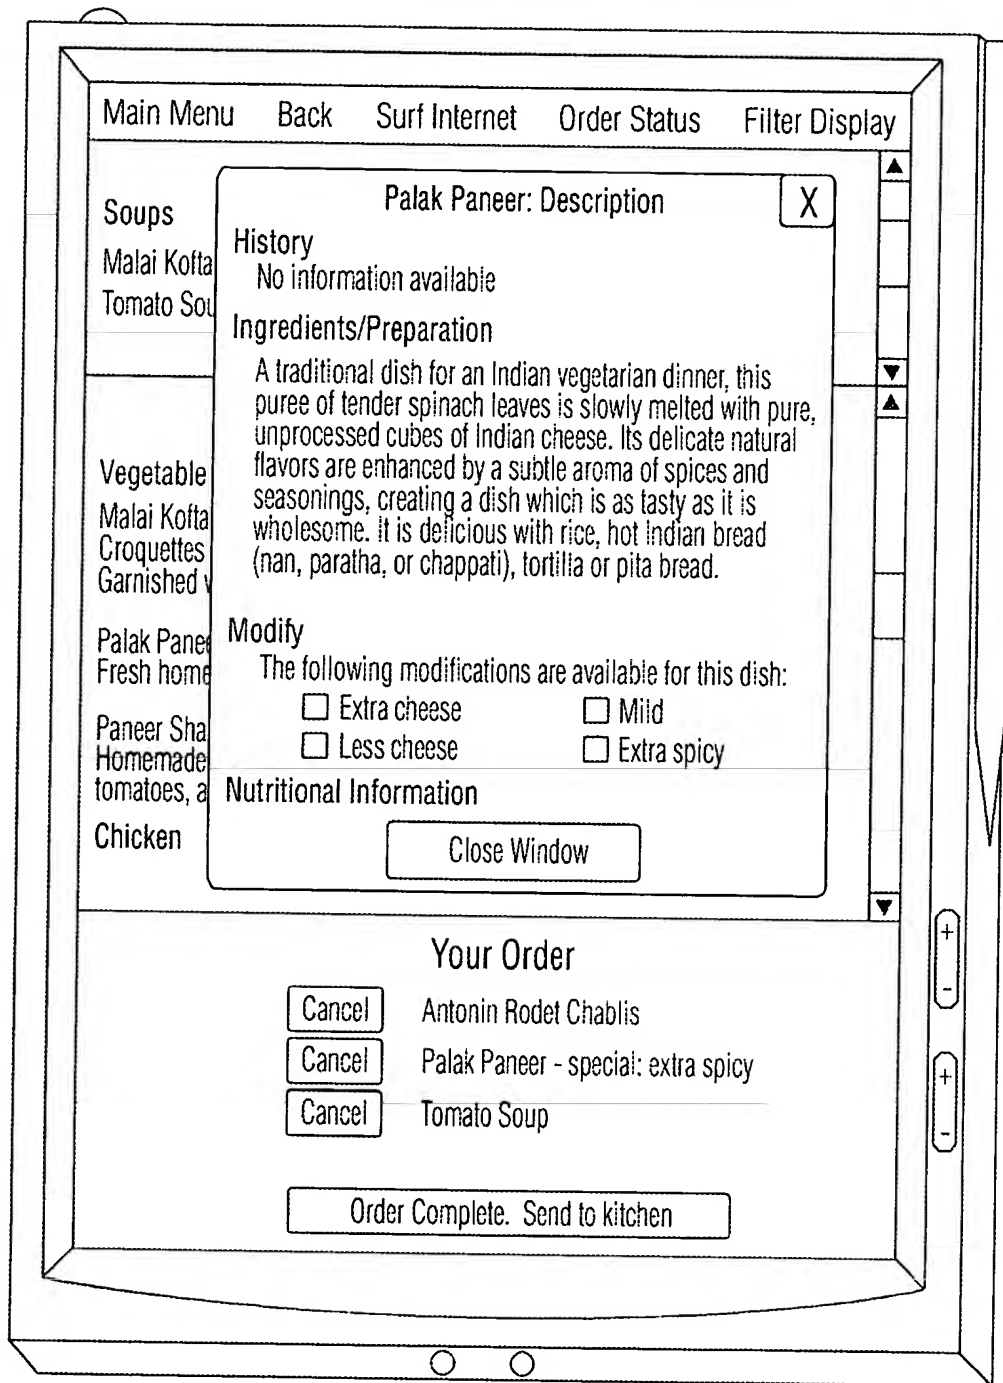 Main Menu Back Surf Internet Order Status Filter Display
Soups
Malai Kofta
Tomato Sou
Vegetable
Malai Kofta
Croquettes
Garnished
Palak Panee
Fresh home
Paneer Sha
Homemade
tomatoes, a
Chicken
Palak Paneer: Description X
History
No information available
Ingredients/Preparation
A traditional dish for an Indian vegetarian dinner, this
puree of tender spinach leaves is slowly melted with pure,
unprocessed cubes of Indian cheese. Its delicate natural
flavors are enhanced by a subtle aroma of spices and
seasonings, creating a dish which is as tasty as it is
wholesome. It is delicious with rice, hot Indian bread
(nan, paratha, or chappati), tortilla or pita bread.
Modify
The following modifications are available for this dish:
Extra cheese Mild
Less cheese Extra spicy
Nutritional Information
Close Window
Your Order
Cancel Antonin Rodet Chablis
Cancel Palak Paneer - special: extra spicy
Cancel Tomato Soup
Order Complete. Send to kitchen
+
-
+
-